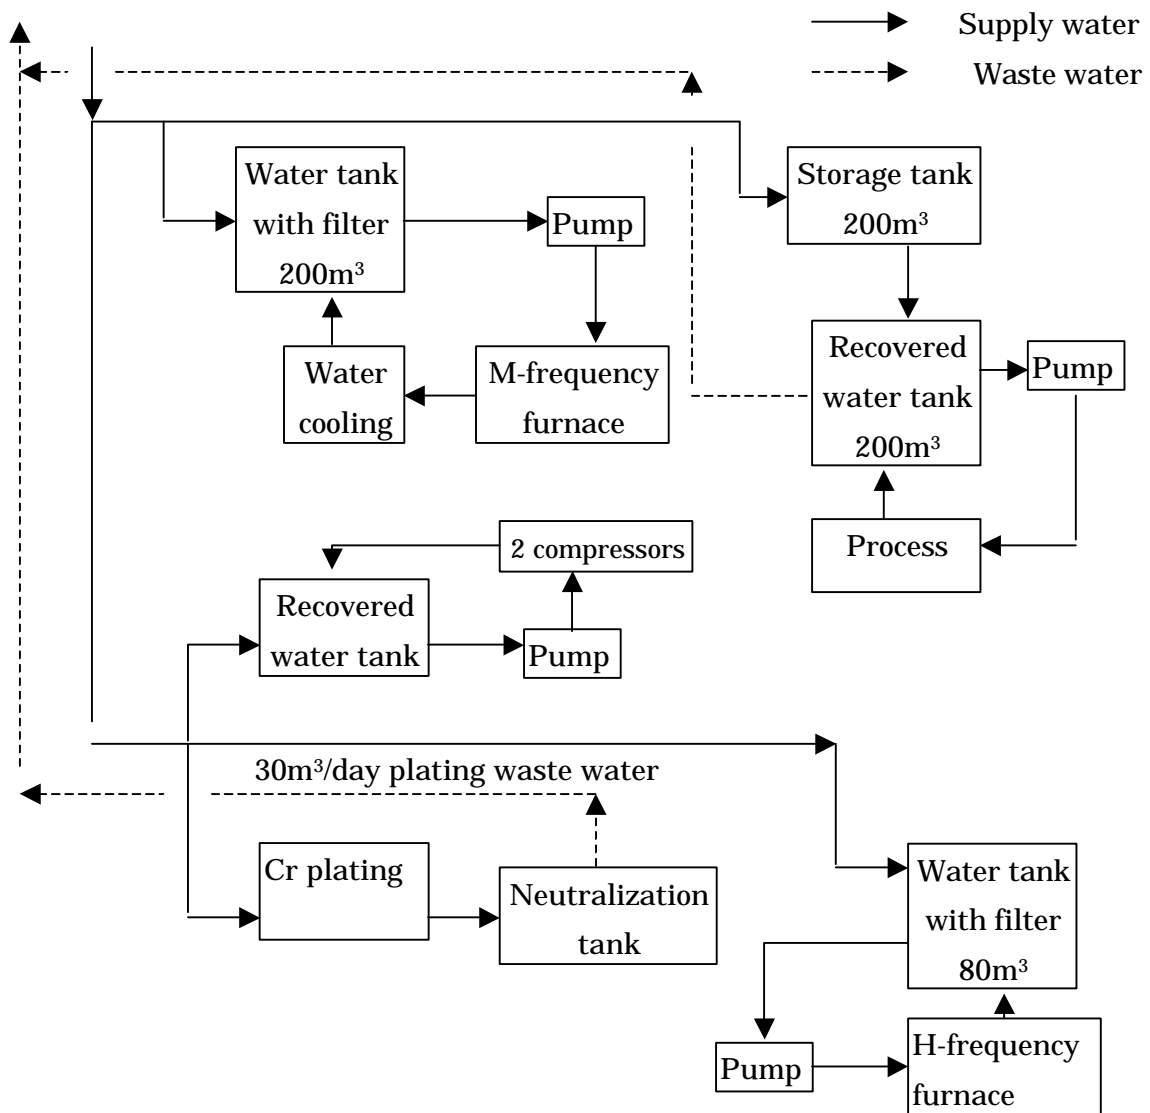 Supply water
Waste water
Water tank
with filter
200m³
Pump
Storage tank
200m³
Water
cooling
M-frequency
furnace
Recovered
water tank
200m³
Pump
Process
2 compressors
Recovered
water tank
Pump
30m³/day plating waste water
Cr plating
Neutralization
tank
Water tank
with filter
80m³
Pump
H-frequency
furnace